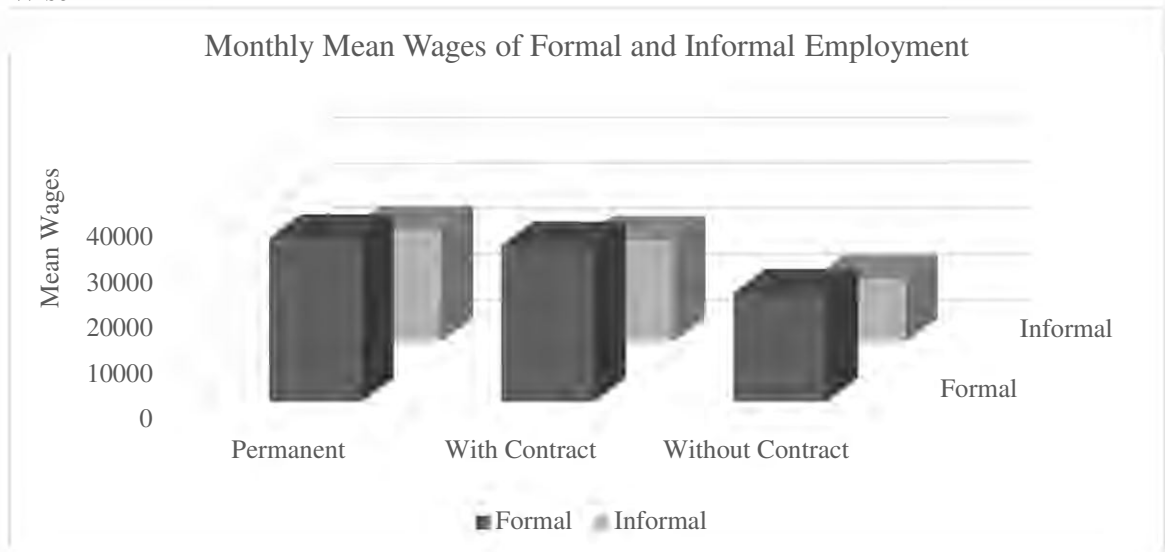 Monthly Mean Wages of Formal and Informal Employment
Mean Wages
40000
30000
20000
10000
0
Informal
Formal
Permanent With Contract Without Contract
Formal Informal